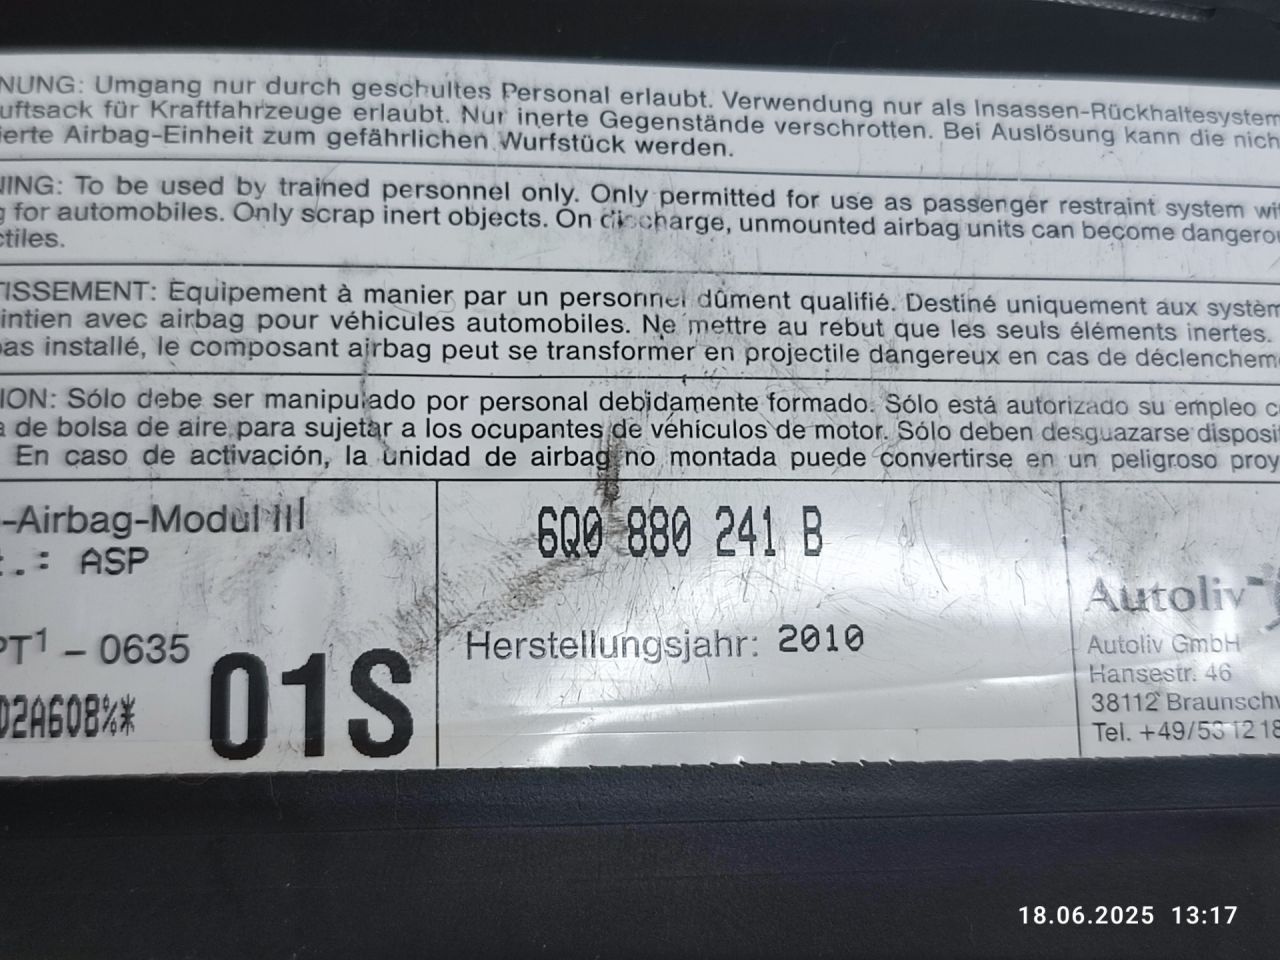 NUNG: Umgang nur durch geschultes Personal erlaubt. Verwendung nur als Insassen-Rückhaltesystem
uftsack für Kraftfahrzeuge erlaubt. Nur inerte Gegenstände verschrotten. Bei Auslösung kann die nich
ierte Airbag-Einheit zum gefährlichen Wurfstück werden.
NING: To be used by trained personnel only. Only permitted for use as passenger restraint system wit
g for automobiles. Only scrap inert objects. On discharge, unmounted airbag units can become dangerou
ctiles.
TISSEMENT: Equipement à manier par un personnel dûment qualifié. Destiné uniquement aux systèm
intien avec airbag pour véhicules automobiles. Ne mettre au rebut que les seuls éléments inertes.
pas installé, le composant airbag peut se transformer en projectile dangereux en cas de déclenchem
ION: Sólo debe ser manipulado por personal debidamente formado. Sólo está autorizado su empleo c
a de bolsa de aire para sujetar a los ocupantes de véhiculos de motor. Sólo deben desguazarse disposit
En caso de activación, la unidad de airbag no montada puede convertirse en un peligroso proy
-Airbag-Modul III
.: ASP
PT1 – 0635
D2A608%*
01S
6Q0 880 241 B
Herstellungsjahr: 2010
Autoliv
Autoliv GmbH
Hansestr. 46
38112 Braunschw
Tel. +49/5312 18
18.06.2025 13:17